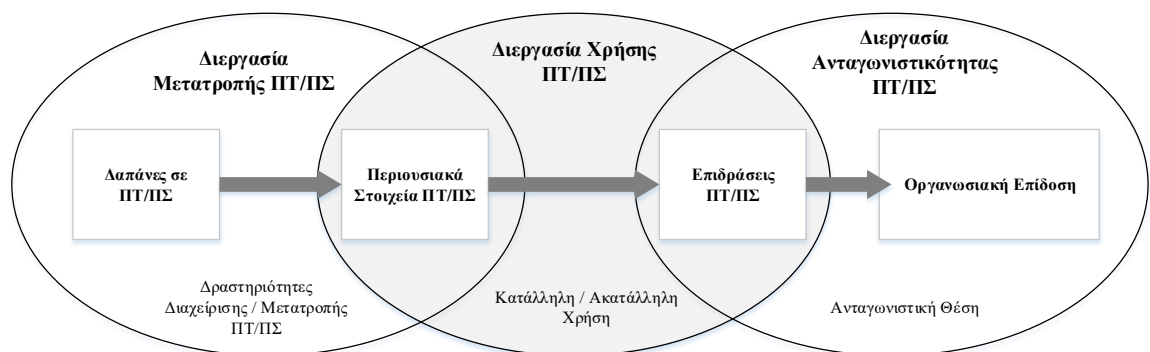 Διεργασία
Μετατροπής ΠΤ/ΠΣ
Διεργασία Χρήσης
ΠΤ/ΠΣ
Διεργασία
Ανταγωνιστικότητας
ΠΤ/ΠΣ
Δαπάνες σε
ΠΤ/ΠΣ
Περιουσιακά
Στοιχεία ΠΤ/ΠΣ
Επιδράσεις
ΠΤ/ΠΣ
Οργανωσιακή Επίδοση
Δραστηριότητες
Διαχείρισης / Μετατροπής
ΠΤ/ΠΣ
Κατάλληλη / Ακατάλληλη
Χρήση
Ανταγωνιστική Θέση